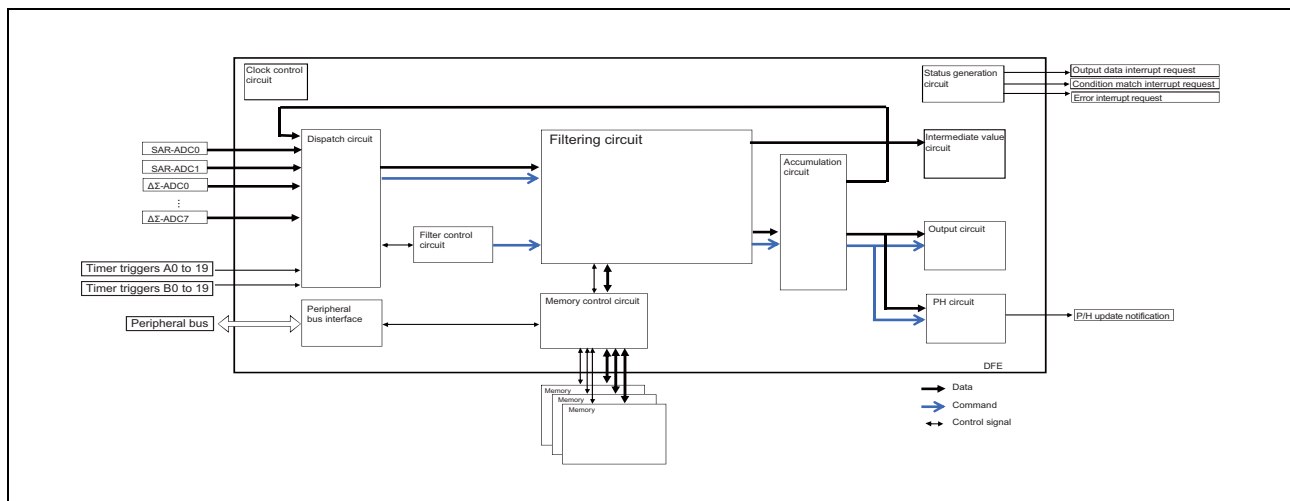 Clock control
circuit
Status generation
circuit
Output data interrupt request
Condition match interrupt request
Error interrupt request
Dispatch circuit
Filtering circuit
Intermediate value
circuit
Accumulation
circuit
SAR-ADC0
SAR-ADC1
ΔΣ-ADC0
⋮
ΔΣ-ADC7
Filter control
circuit
Output circuit
Timer triggers A0 to 19
Timer triggers B0 to 19
Memory control circuit
PH circuit
Peripheral
bus interface
Peripheral bus
P/H update notification
DFE
Memory
Memory
Memory
Data
Command
Control signal